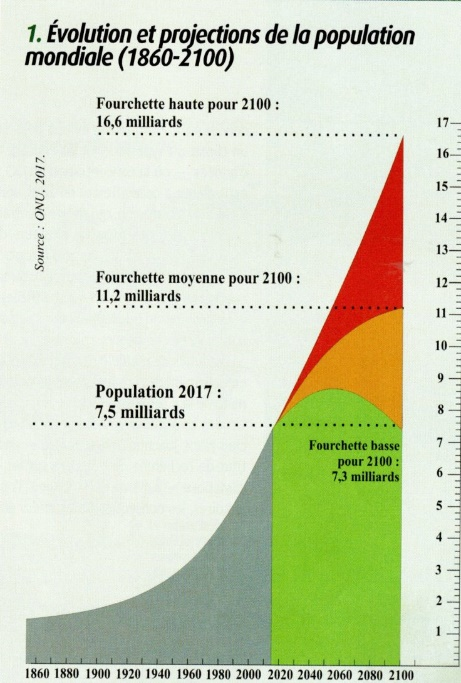 1. Évolution et projections de la population
mondiale (1860-2100)
Fourchette haute pour 2100 :
16,6 milliards
Source : ONU, 2017.
Fourchette moyenne pour 2100 :
11,2 milliards
Population 2017 :
7,5 milliards
Fourchette basse
pour 2100 :
7,3 milliards
17
16
15
14
13
12
11
10
9
8
7
6
5
4
3
2
1
1860 1880 1900 1920 1940 1960 1980 2000 2020 2040 2060 2080 2100